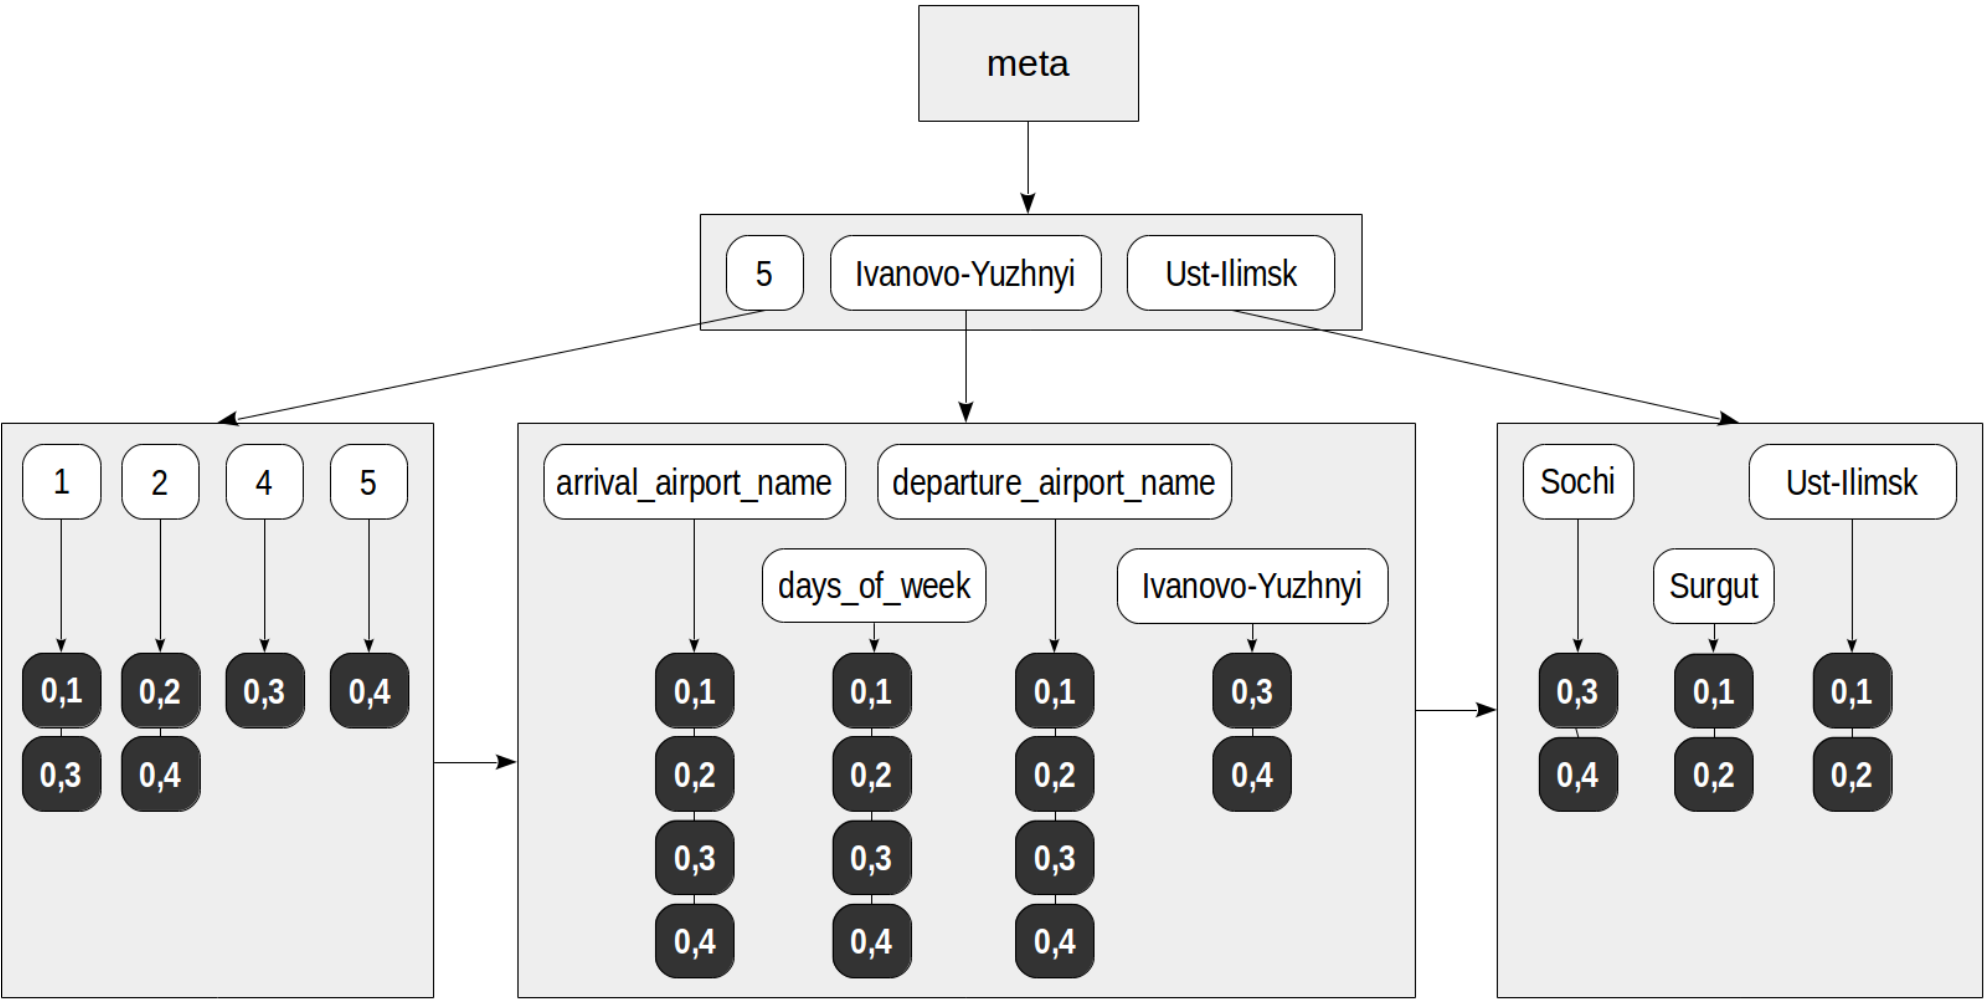 meta
5 Ivanovo-Yuzhnyi Ust-Ilimsk
1 2 4 5
0,1 0,2 0,3 0,4
0,3 0,4
arrival_airport_name departure_airport_name
days_of_week Ivanovo-Yuzhnyi
0,1 0,1 0,1 0,3
0,2 0,2 0,2 0,4
0,3 0,3 0,3
0,4 0,4 0,4
Sochi Ust-Ilimsk
Surgut
0,3 0,1 0,1
0,4 0,2 0,2